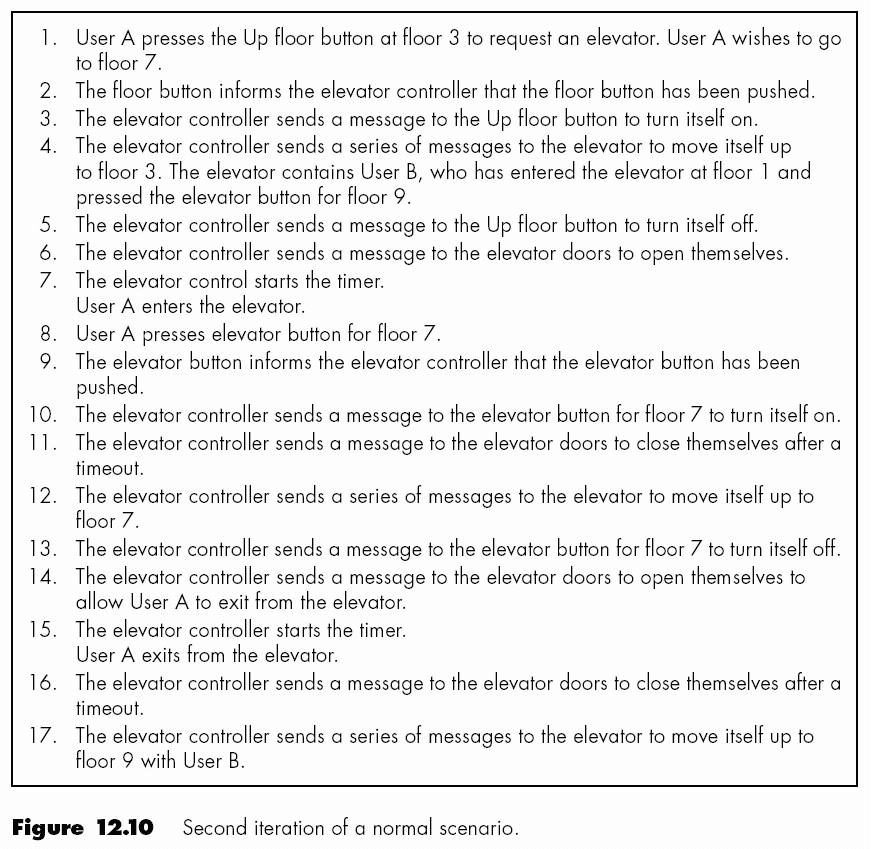 1. User A presses the Up floor button at floor 3 to request an elevator. User A wishes to go
to floor 7.
2. The floor button informs the elevator controller that the floor button has been pushed.
3. The elevator controller sends a message to the Up floor button to turn itself on.
4. The elevator controller sends a series of messages to the elevator to move itself up
to floor 3. The elevator contains User B, who has entered the elevator at floor 1 and
pressed the elevator button for floor 9.
5. The elevator controller sends a message to the Up floor button to turn itself off.
6. The elevator controller sends a message to the elevator doors to open themselves.
7. The elevator control starts the timer.
User A enters the elevator.
8. User A presses elevator button for floor 7.
9. The elevator button informs the elevator controller that the elevator button has been
pushed.
10. The elevator controller sends a message to the elevator button for floor 7 to turn itself on.
11. The elevator controller sends a message to the elevator doors to close themselves after a
timeout.
12. The elevator controller sends a series of messages to the elevator to move itself up to
floor 7.
13. The elevator controller sends a message to the elevator button for floor 7 to turn itself off.
14. The elevator controller sends a message to the elevator doors to open themselves to
allow User A to exit from the elevator.
15. The elevator controller starts the timer.
User A exits from the elevator.
16. The elevator controller sends a message to the elevator doors to close themselves after a
timeout.
17. The elevator controller sends a series of messages to the elevator to move itself up to
floor 9 with User B.
Figure 12.10 Second iteration of a normal scenario.